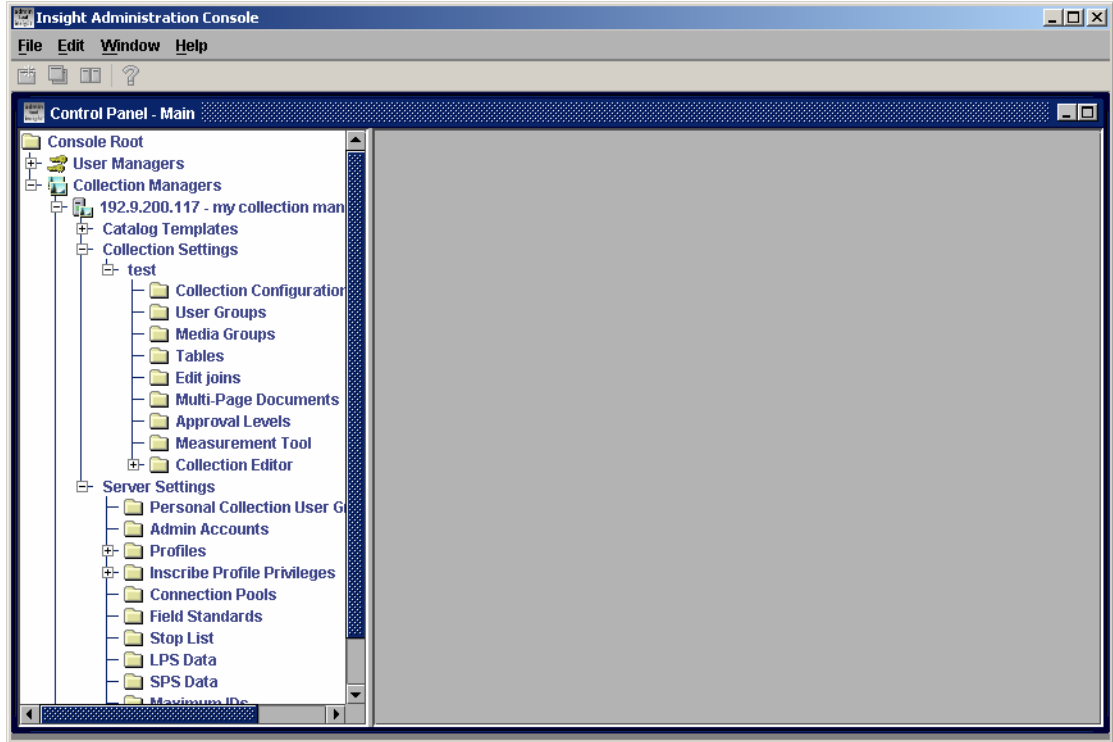 Insight Administration Console
File Edit Window Help
Control Panel - Main
Console Root
User Managers
Collection Managers
192.9.200.117 - my collection man
Catalog Templates
Collection Settings
test
Collection Configuration
User Groups
Media Groups
Tables
Edit joins
Multi-Page Documents
Approval Levels
Measurement Tool
Collection Editor
Server Settings
Personal Collection User G
Admin Accounts
Profiles
Inscribe Profile Privileges
Connection Pools
Field Standards
Stop List
LPS Data
SPS Data
Maximum IDs